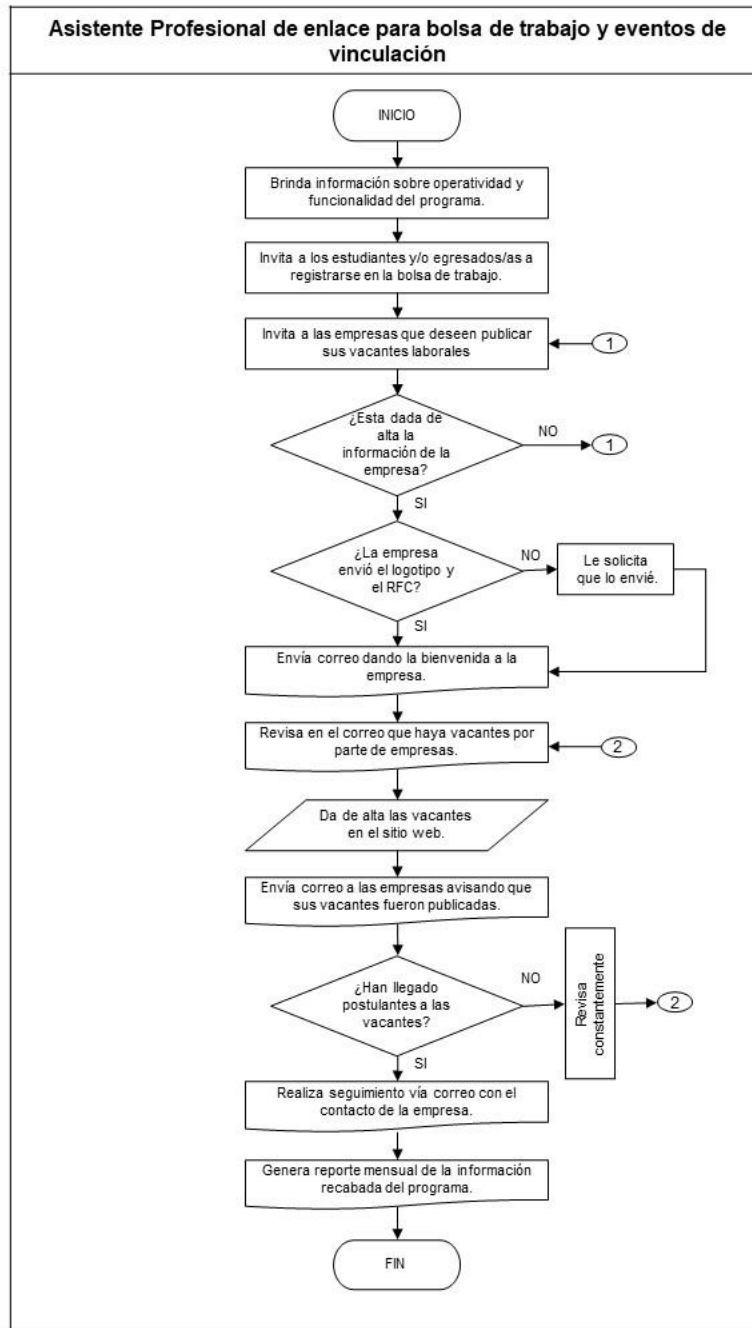 Asistente Profesional de enlace para bolsa de trabajo y eventos de
vinculación
INICIO
Brinda información sobre operatividad y
funcionalidad del programa.
Invita a los estudiantes y/o egresados/as a
registrarse en la bolsa de trabajo.
Invita a las empresas que deseen publicar
sus vacantes laborales
1
¿Esta dada de
alta la
información de la
empresa?
NO
1
SI
¿La empresa
envió el logotipo y
el RFC?
NO
Le solicita
que lo envié.
SI
Envía correo dando la bienvenida a la
empresa.
Revisa en el correo que haya vacantes por
parte de empresas.
2
Da de alta las vacantes
en el sitio web.
Envía correo a las empresas avisando que
sus vacantes fueron publicadas.
¿Han llegado
postulantes a las
vacantes?
NO
Revisa
constantemente
2
SI
Realiza seguimiento vía correo con el
contacto de la empresa.
Genera reporte mensual de la información
recabada del programa.
FIN